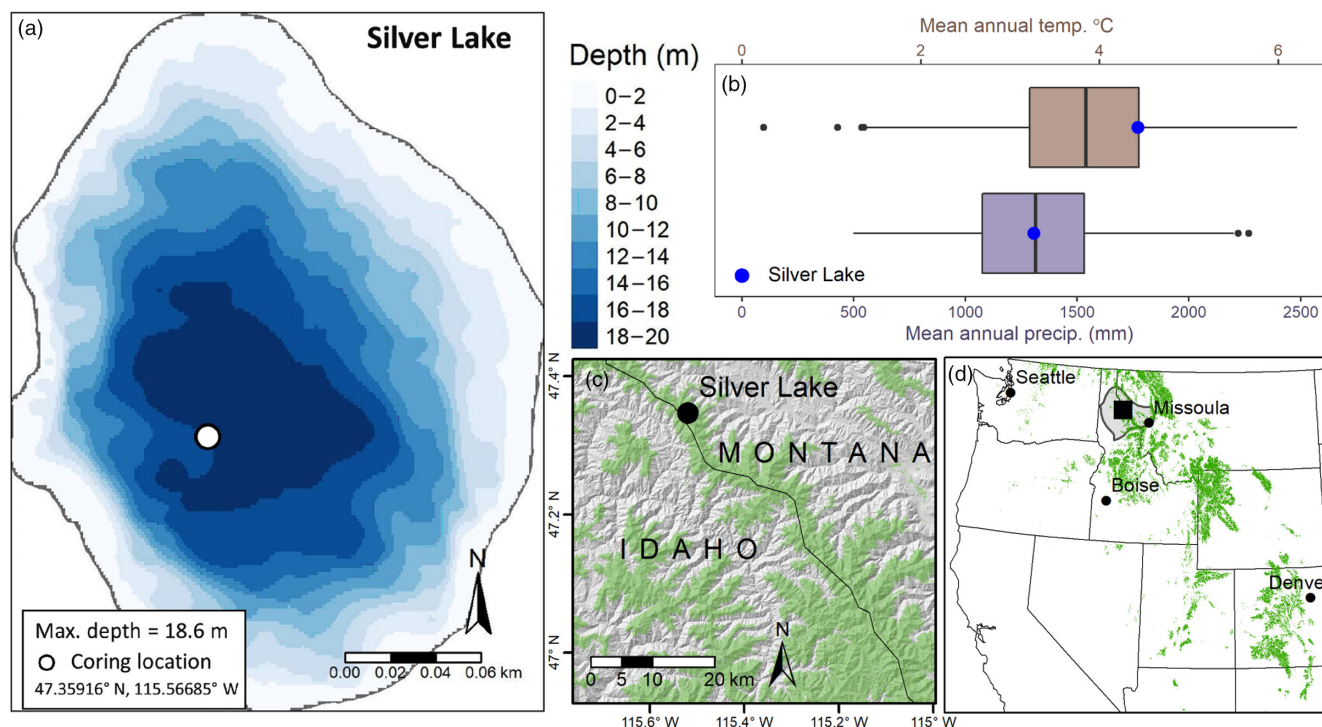 (a)
Silver Lake
Max. depth = 18.6 m
Coring location
47.35916° N, 115.56685° W
N
0.00 0.02 0.04 0.06 km
Depth (m)
0–2
2–4
4–6
6–8
8–10
10–12
12–14
14–16
16–18
18–20
Mean annual temp. °C
0 2 4 6
(b)
Silver Lake
0 500 1000 1500 2000 2500
Mean annual precip. (mm)
(c)
Silver Lake
MONTANA
IDAHO
N
0 5 10 20 km
47.4° N
47.2° N
47° N
115.6° W 115.4° W 115.2° W 115° W
(d)
Seattle
Missoula
Boise
Denve